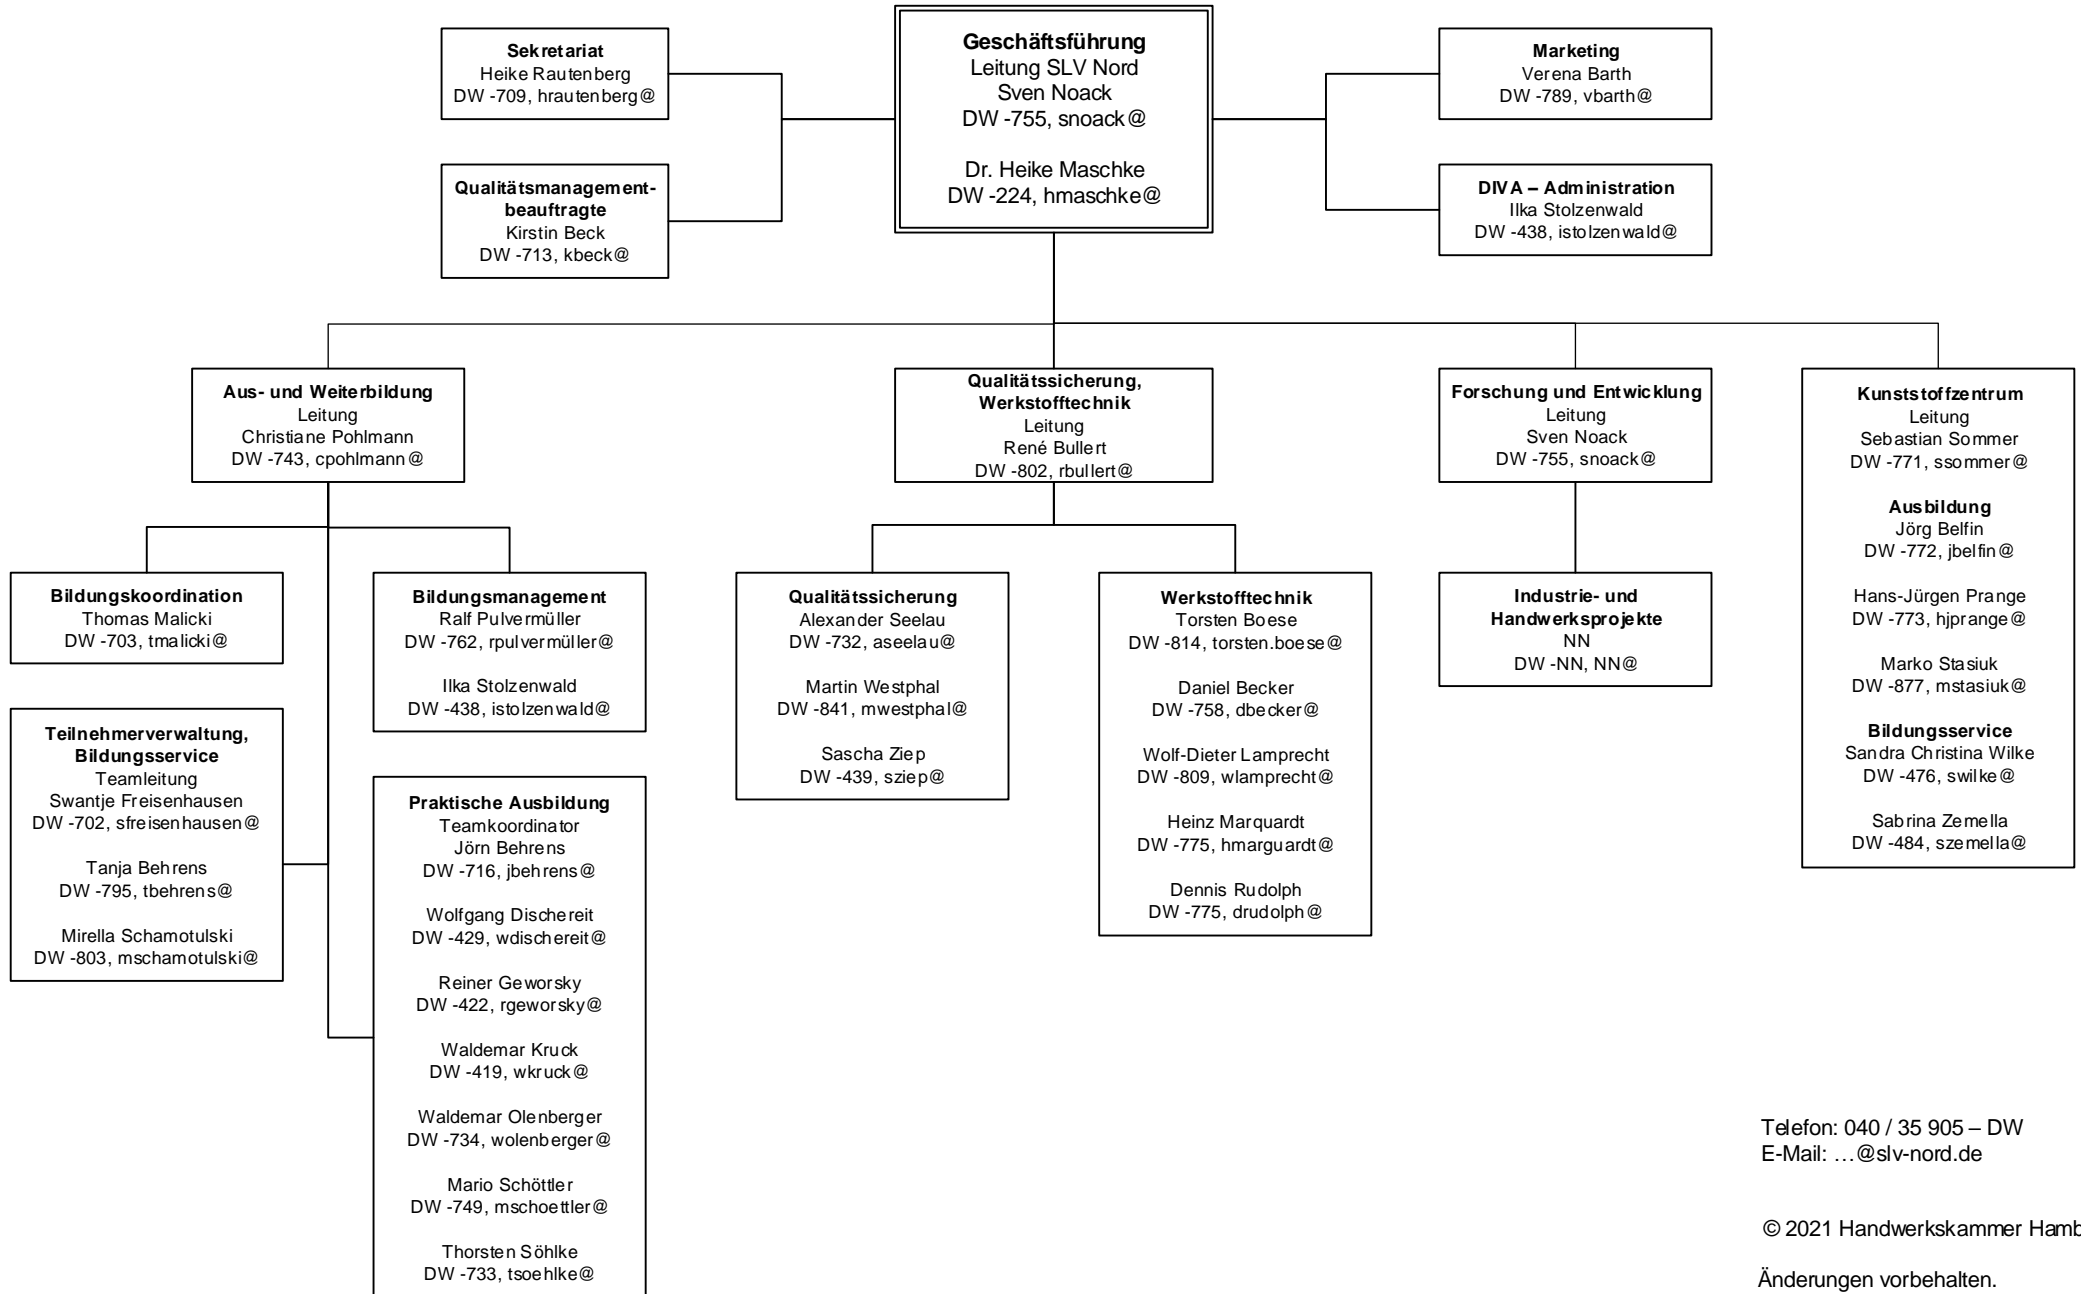 Sekretariat
Heike Rautenberg
DW -709, hrautenberg@
Geschäftsführung
Leitung SLV Nord
Sven Noack
DW -755, snoack@
Dr. Heike Maschke
DW -224, hmaschke@
Marketing
Verena Barth
DW -789, vbarth@
Qualitätsmanagement-
beauftragte
Kirstin Beck
DW -713, kbeck@
DIVA – Administration
Ilka Stolzenwald
DW -438, istolzenwald@
Aus- und Weiterbildung
Leitung
Christiane Pohlmann
DW -743, cpohlmann@
Qualitätssicherung,
Werkstofftechnik
Leitung
René Bullert
DW -802, rbullert@
Forschung und Entwicklung
Leitung
Sven Noack
DW -755, snoack@
Kunststoffzentrum
Leitung
Sebastian Sommer
DW -771, ssommer@
Ausbildung
Jörg Belfin
DW -772, jbelfin@
Hans-Jürgen Prange
DW -773, hjprange@
Marko Stasiuk
DW -877, mstasiuk@
Bildungsservice
Sandra Christina Wilke
DW -476, swilke@
Sabrina Zemella
DW -484, szemella@
Bildungskoordination
Thomas Malicki
DW -703, tmalicki@
Bildungsmanagement
Ralf Pulvermüller
DW -762, rpulvermüller@
Ilka Stolzenwald
DW -438, istolzenwald@
Qualitätssicherung
Alexander Seelau
DW -732, aseelau@
Martin Westphal
DW -841, mwestphal@
Sascha Ziep
DW -439, sziep@
Werkstofftechnik
Torsten Boese
DW -814, torsten.boese@
Daniel Becker
DW -758, dbecker@
Wolf-Dieter Lamprecht
DW -809, wlamprecht@
Heinz Marquardt
DW -775, hmarguardt@
Dennis Rudolph
DW -775, drudolph@
Industrie- und
Handwerksprojekte
NN
DW -NN, NN@
Teilnehmerverwaltung,
Bildungsservice
Teamleitung
Swantje Freisenhausen
DW -702, sfreisenhausen@
Tanja Behrens
DW -795, tbehrens@
Mirella Schamotulski
DW -803, mschamotulski@
Praktische Ausbildung
Teamkoordinator
Jörn Behrens
DW -716, jbehrens@
Wolfgang Dischereit
DW -429, wdischereit@
Reiner Geworsky
DW -422, rgeworsky@
Waldemar Kruck
DW -419, wkruck@
Waldemar Olenberger
DW -734, wolenberger@
Mario Schöttler
DW -749, mschoettler@
Thorsten Söhlke
DW -733, tsoehlke@
Telefon: 040 / 35 905 – DW
E-Mail: …@slv-nord.de
© 2021 Handwerkskammer Hamb
Änderungen vorbehalten.